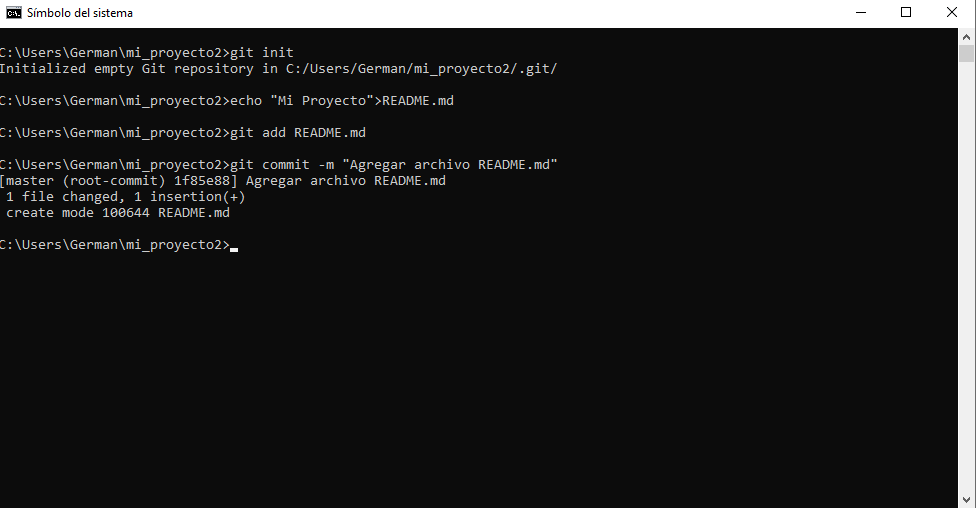 Símbolo del sistema
C:\Users\German\mi_proyecto2>git init
Initialized empty Git repository in C:/Users/German/mi_proyecto2/.git/
C:\Users\German\mi_proyecto2>echo "Mi Proyecto">README.md
C:\Users\German\mi_proyecto2>git add README.md
C:\Users\German\mi_proyecto2>git commit -m "Agregar archivo README.md"
[master (root-commit) 1f85e88] Agregar archivo README.md
 1 file changed, 1 insertion(+)
 create mode 100644 README.md
C:\Users\German\mi_proyecto2>